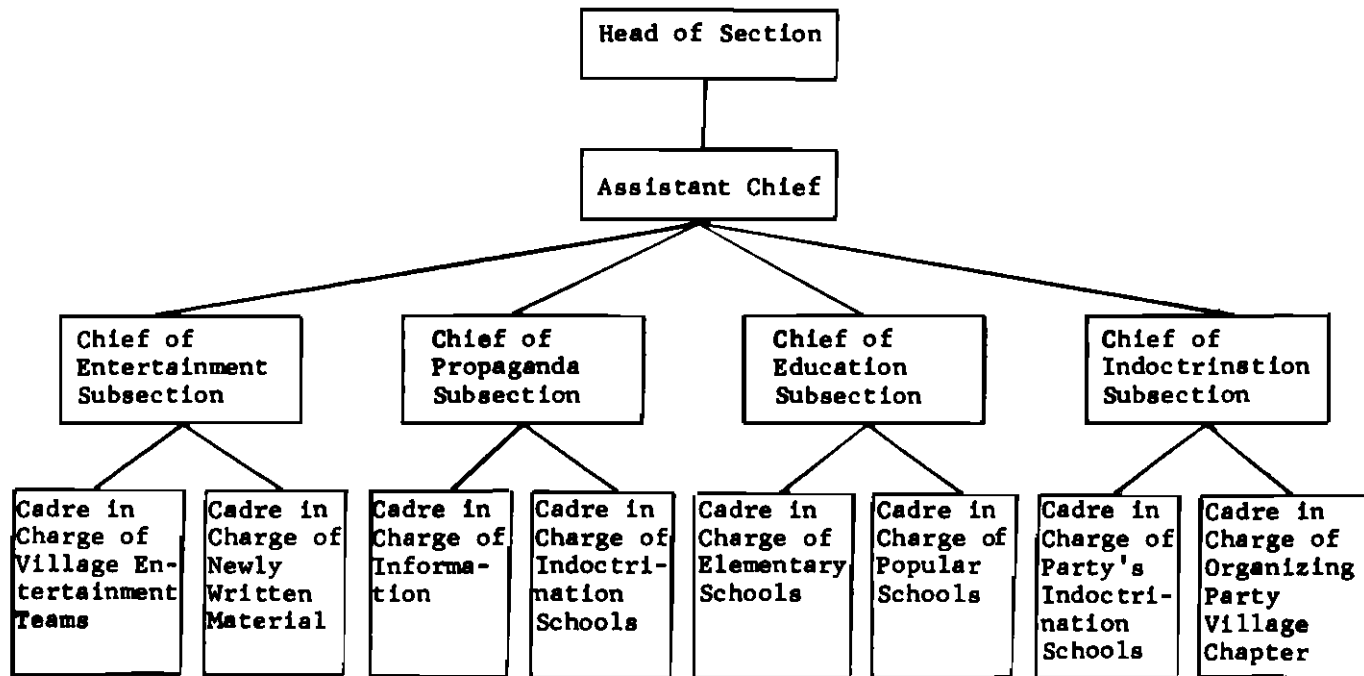 Head of Section
Assistant Chief
Chief of
Entertainment
Subsection
Chief of
Propaganda
Subsection
Chief of
Education
Subsection
Chief of
Indoctrinstion
Subsection
Cadre in
Charge of
Village En-
tertainment
Teams
Cadre in
Charge of
Newly
Written
Material
Cadre in
Charge of
Informa-
tion
Cadre in
Charge of
Indoctri-
nation
Schools
Cadre in
Charge of
Elementary
Schools
Cadre in
Charge of
Popular
Schools
Cadre in
Charge of
Party's
Indoctri-
nation
Schools
Cadre in
Charge of
Organizing
Party
Village
Chapter